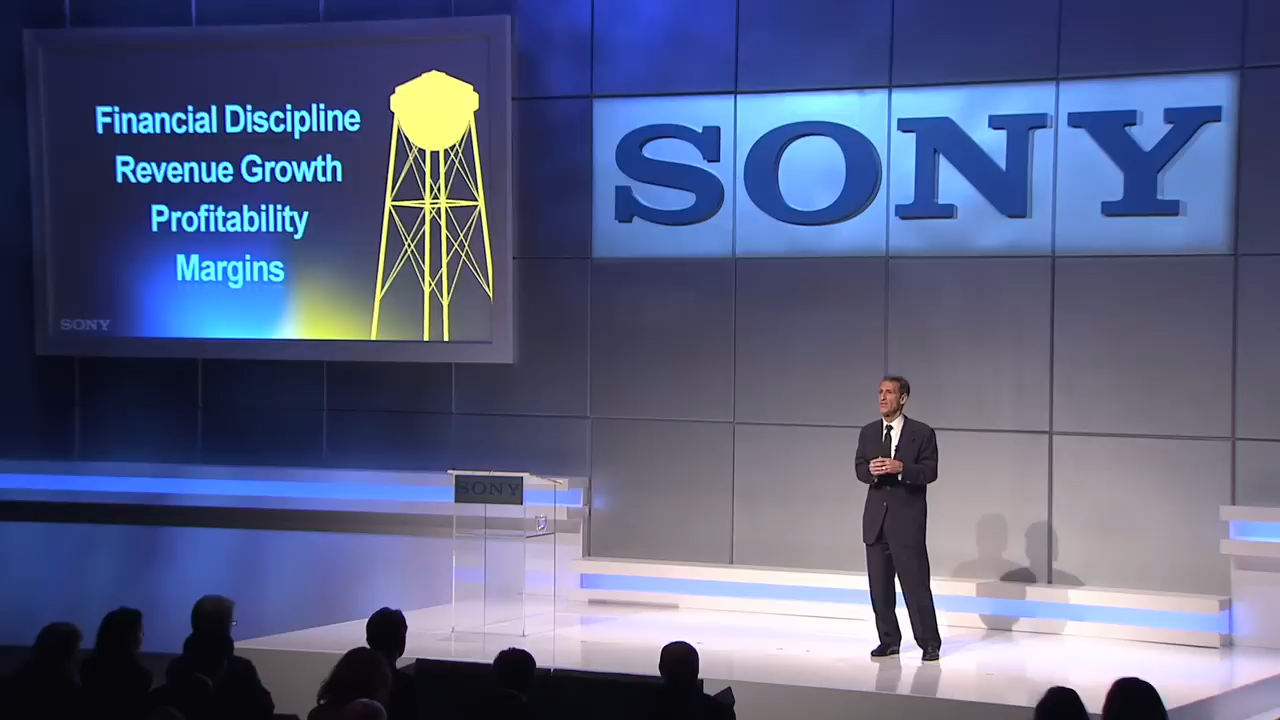 Financial Discipline
Revenue Growth
Profitability
Margins
SONY
SONY
SONY